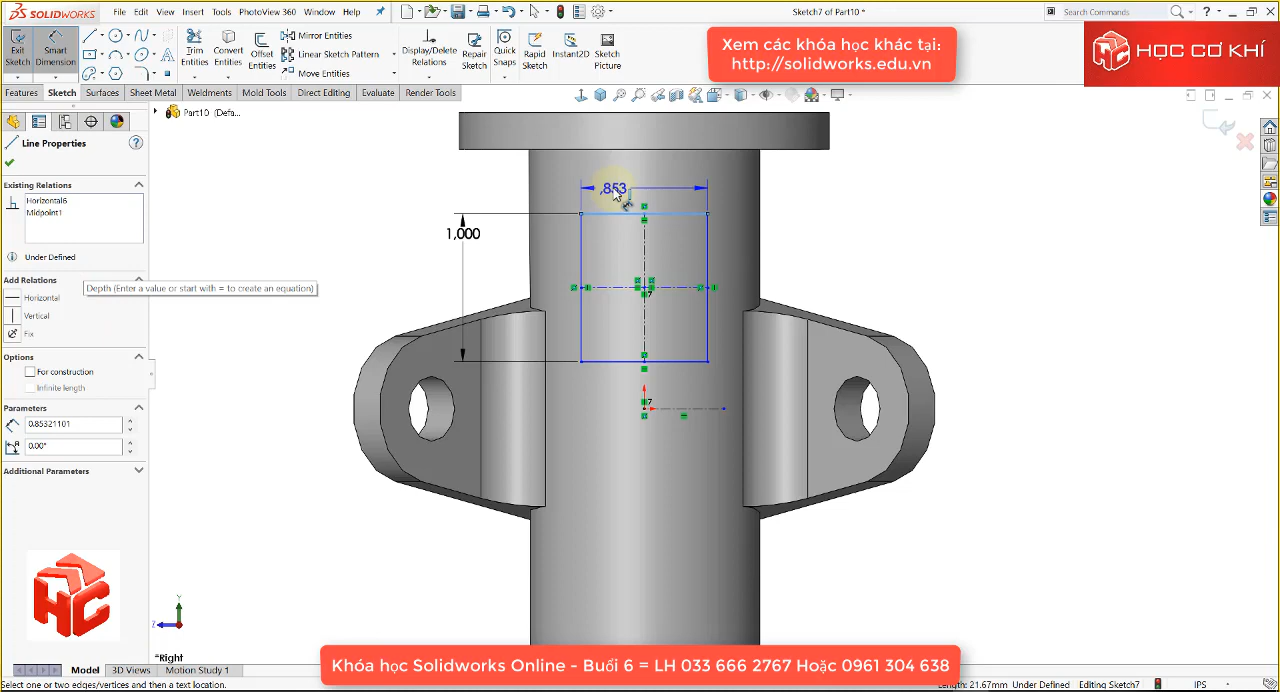 SOLIDWORKS
File Edit View Insert Tools PhotoView 360 Window Help
Sketch7 of Part10 *
Search Commands
Exit Sketch
Smart Dimension
Trim Entities
Convert Entities
Offset Entities
Mirror Entities
Linear Sketch Pattern
Move Entities
Display/Delete Relations
Repair Sketch
Quick Snaps
Rapid Sketch
Instant2D
Sketch Picture
Xem các khóa học khác tại:
http://solidworks.edu.vn
HỌC CƠ KHÍ
Features Sketch Surfaces Sheet Metal Weldments Mold Tools Direct Editing Evaluate Render Tools
Part10 (Defa...
Line Properties
Existing Relations
Horizontal6
Midpoint1
Under Defined
Add Relations
Depth (Enter a value or start with = to create an equation)
Horizontal
Vertical
Fix
Options
For construction
Infinite length
Parameters
0.85321101
0.00°
Additional Parameters
,853
1,000
7
7
Y
Z
HC
*Right
Model 3D Views Motion Study 1
Khóa học Solidworks Online - Buổi 6 = LH 033 666 2767 Hoặc 0961 304 638
Select one or two edges/vertices and then a text location.
Length: 21.67mm Under Defined Editing Sketch7 IPS